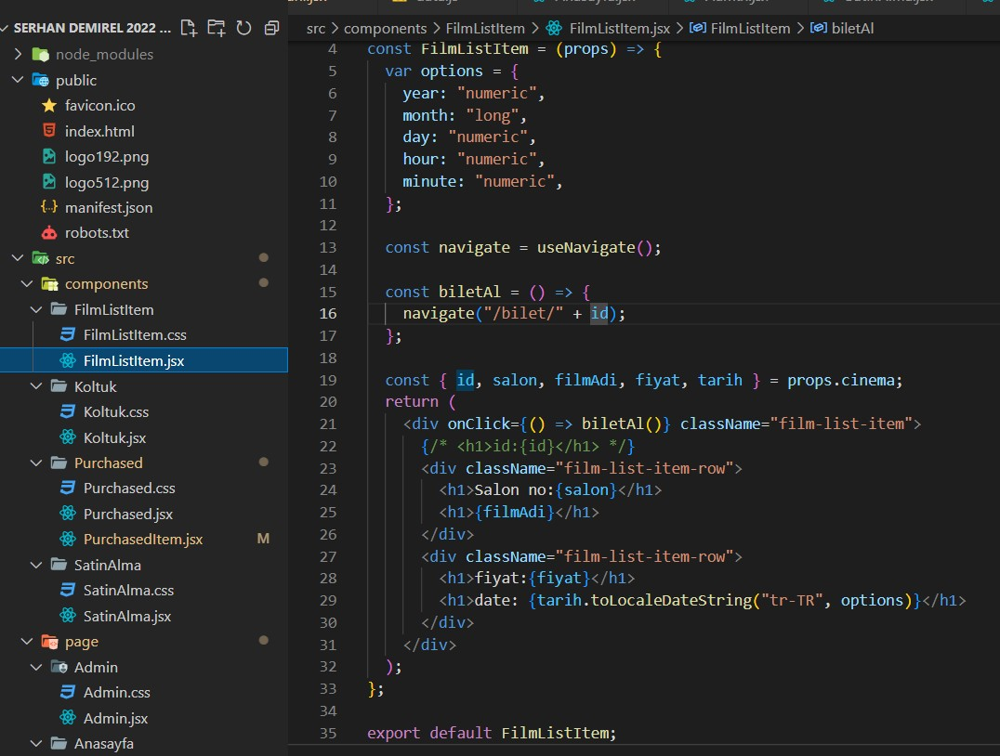 SERHAN DEMIREL 2022 ...
node_modules
public
favicon.ico
index.html
logo192.png
logo512.png
manifest.json
robots.txt
src
components
FilmListItem
FilmListItem.css
FilmListItem.jsx
Koltuk
Koltuk.css
Koltuk.jsx
Purchased
Purchased.css
Purchased.jsx
PurchasedItem.jsx M
SatinAlma
SatinAlma.css
SatinAlma.jsx
page
Admin
Admin.css
Admin.jsx
Anasayfa
src > components > FilmListItem > FilmListItem.jsx > FilmListItem > biletAl
4 const FilmListItem = (props) => {
5 var options = {
6 year: "numeric",
7 month: "long",
8 day: "numeric",
9 hour: "numeric",
10 minute: "numeric",
11 };
12
13 const navigate = useNavigate();
14
15 const biletAl = () => {
16 navigate("/bilet/" + id);
17 };
18
19 const { id, salon, filmAdi, fiyat, tarih } = props.cinema;
20 return (
21 <div onClick={() => biletAl()} className="film-list-item">
22 {/* <h1>id:{id}</h1> */}
23 <div className="film-list-item-row">
24 <h1>Salon no:{salon}</h1>
25 <h1>{filmAdi}</h1>
26 </div>
27 <div className="film-list-item-row">
28 <h1>fiyat:{fiyat}</h1>
29 <h1>date: {tarih.toLocaleDateString("tr-TR", options)}</h1>
30 </div>
31 </div>
32 );
33 };
34
35 export default FilmListItem;